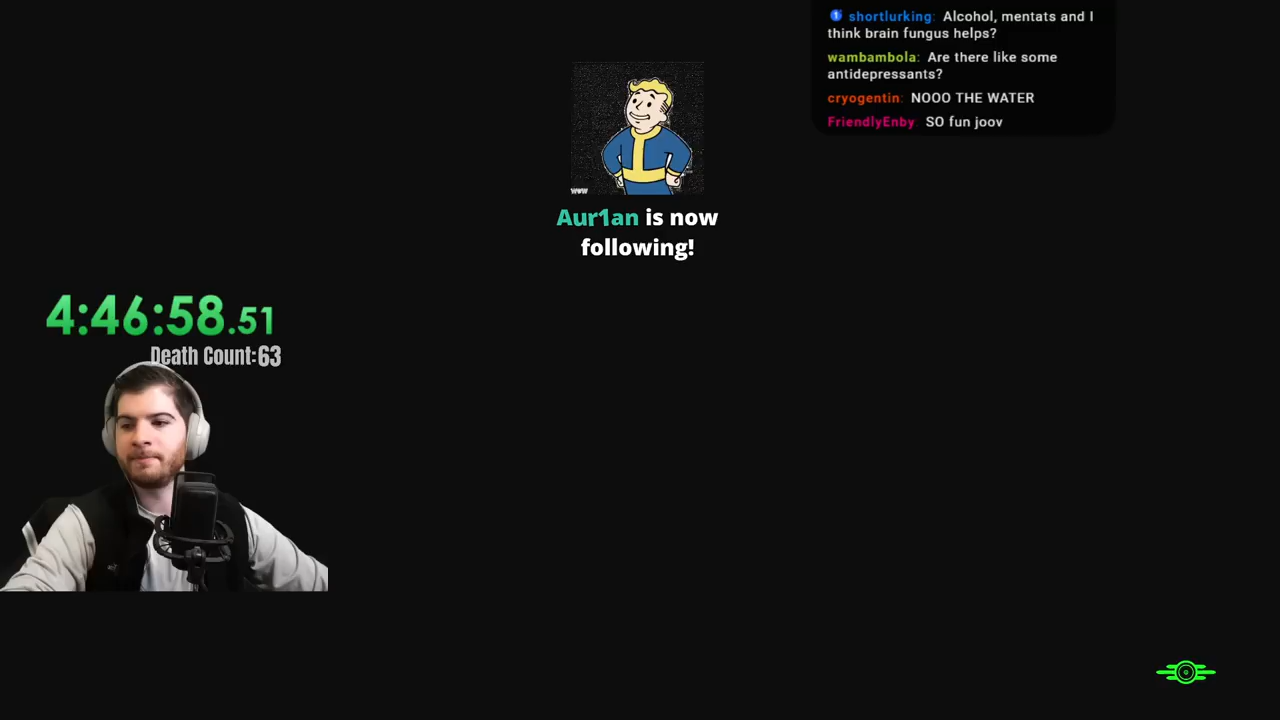 shortlurking: Alcohol, mentats and I
think brain fungus helps?
wambambola: Are there like some
antidepressants?
cryogentin: NOOO THE WATER
FriendlyEnby: SO fun joov
Aur1an is now
following!
4:46:58.51
Death Count:63